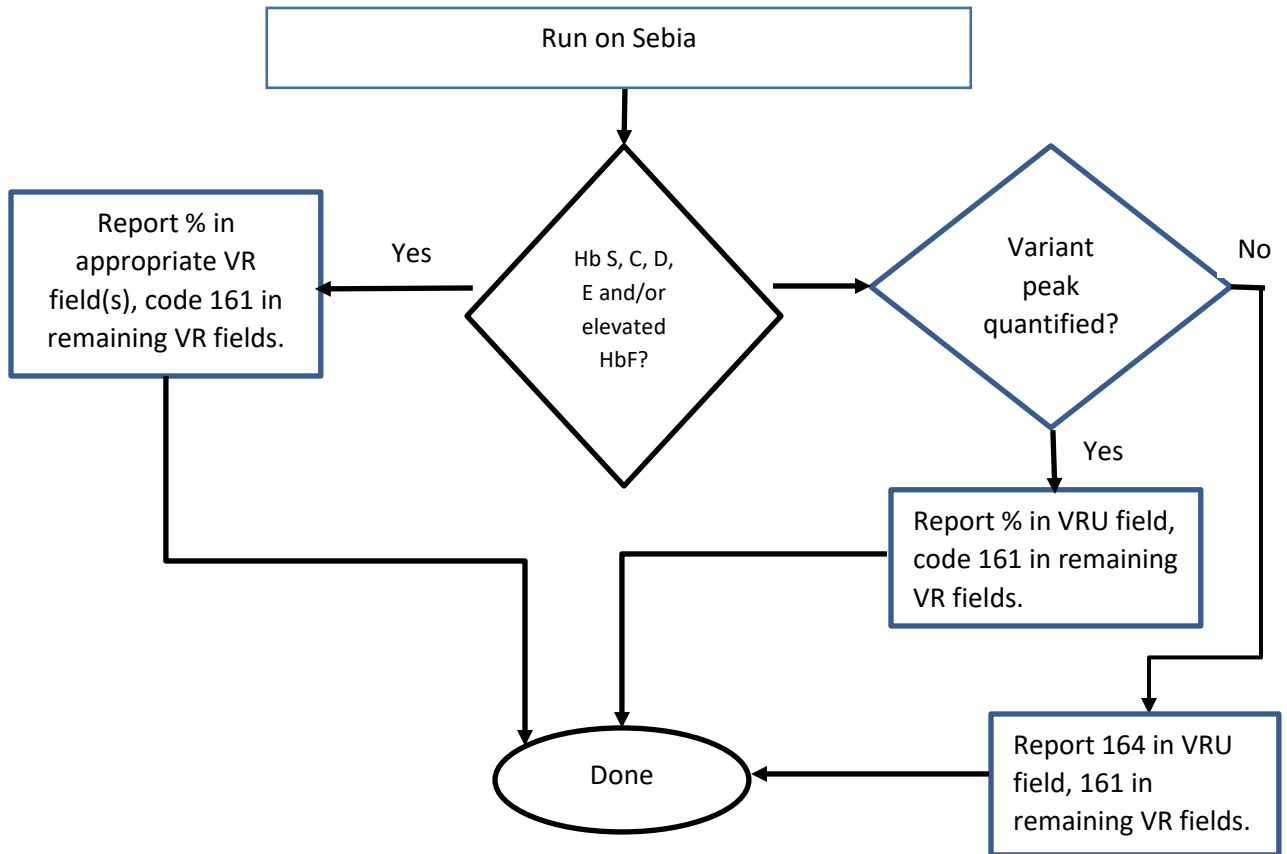 Run on Sebia
Report % in
appropriate VR
field(s), code 161 in
remaining VR fields.
Yes
Hb S, C, D,
E and/or
elevated
HbF?
Variant
peak
quantified?
No
Yes
Report % in VRU field,
code 161 in remaining
VR fields.
Report 164 in VRU
field, 161 in
remaining VR fields.
Done